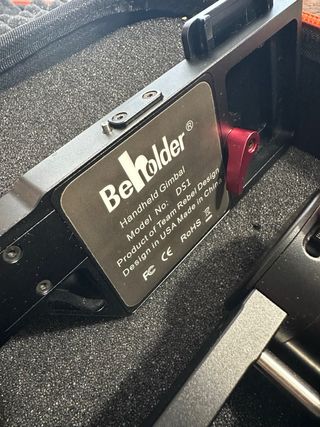 Beholder®
Handheld Gimbal
Model No: DS1
Product of Team Rebel Design
Design in USA Made in China
FC CE RoHS